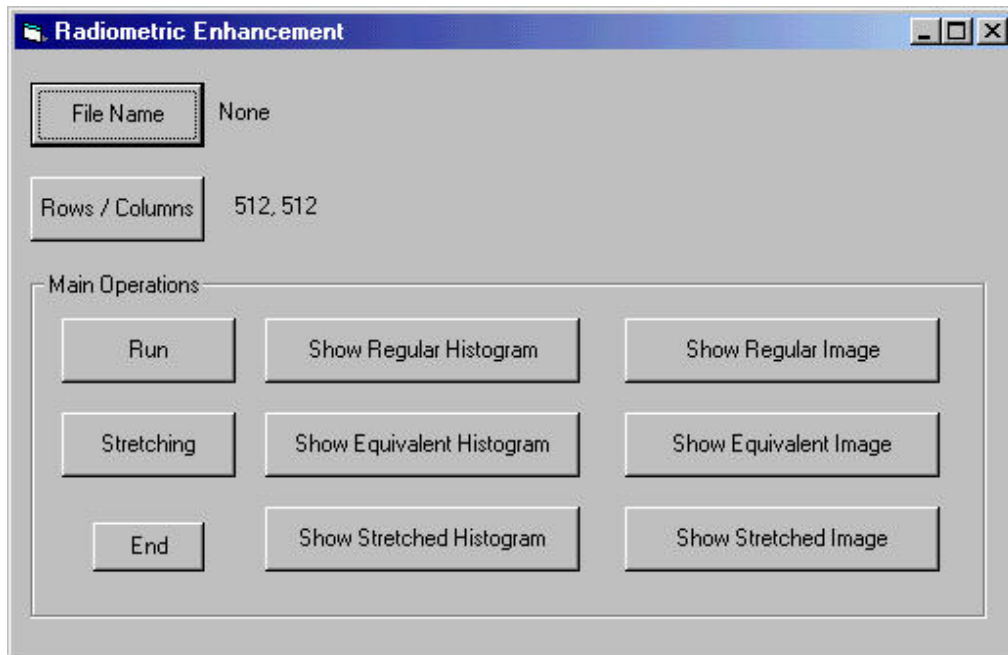 Radiometric Enhancement
File Name None
Rows / Columns 512, 512
Main Operations
Run Show Regular Histogram Show Regular Image
Stretching Show Equivalent Histogram Show Equivalent Image
End Show Stretched Histogram Show Stretched Image